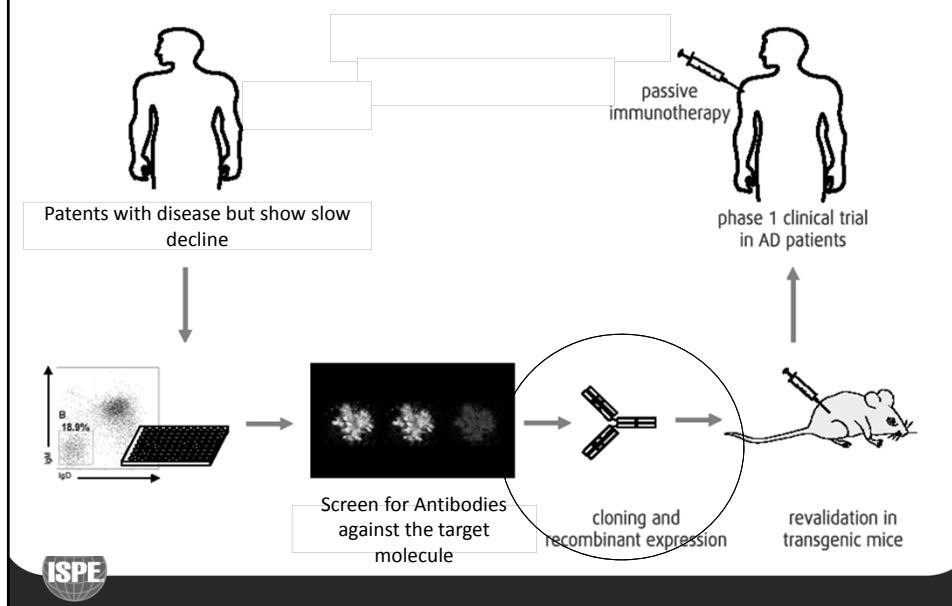 passive
immunotherapy
Patents with disease but show slow
decline
phase 1 clinical trial
in AD patients
B
18.9%
IgM
IgD
Screen for Antibodies
against the target
molecule
cloning and
recombinant expression
revalidation in
transgenic mice
ISPE